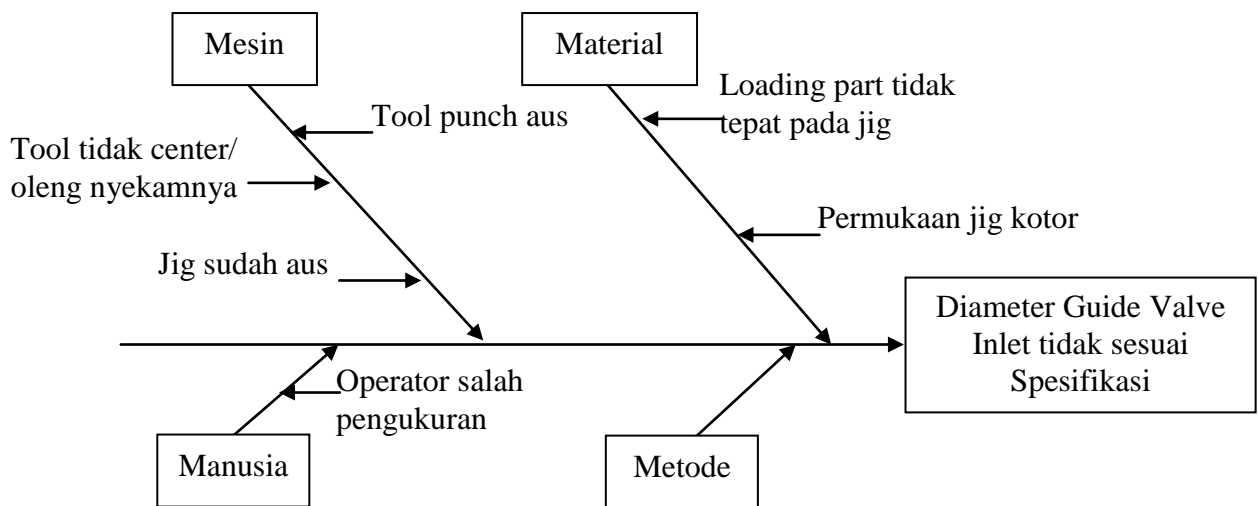 Mesin
Material
Tool punch aus
Loading part tidak
tepat pada jig
Tool tidak center/
oleng nyekamnya
Permukaan jig kotor
Jig sudah aus
Diameter Guide Valve
Inlet tidak sesuai
Spesifikasi
Operator salah
pengukuran
Manusia
Metode